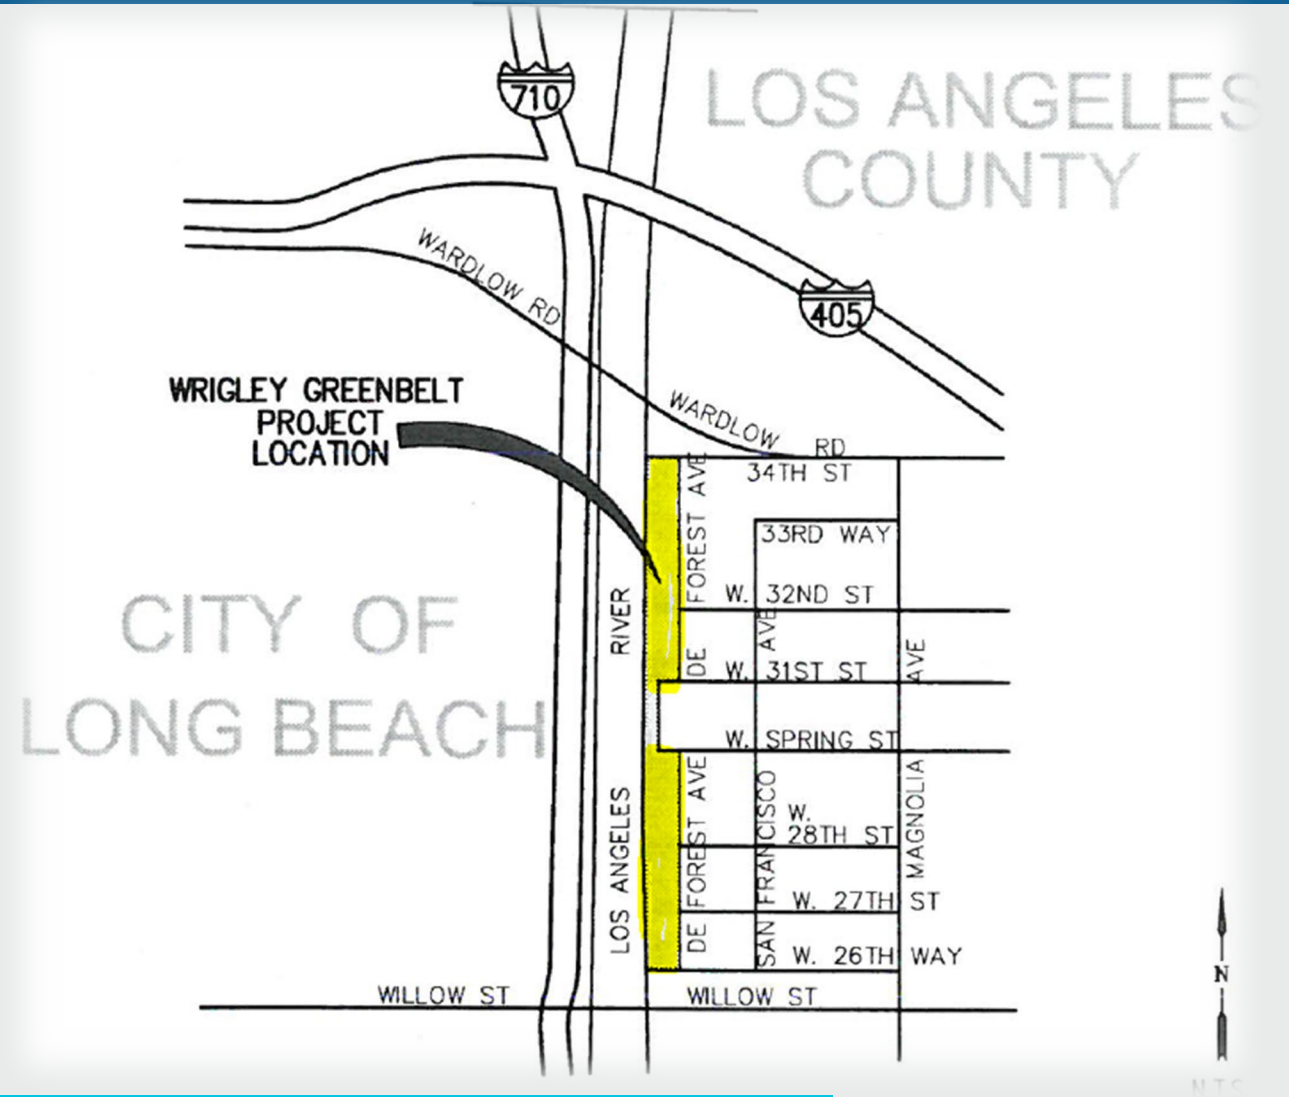 710
LOS ANGELES
COUNTY
WARDLOW RD
405
WRIGLEY GREENBELT
PROJECT
LOCATION
WARDLOW RD
34TH ST
DE FOREST AVE
33RD WAY
W. 32ND ST
RIVER
W. 31ST ST
CITY OF
LONG BEACH
W. SPRING ST
SAN FRANCISCO AVE
MAGNOLIA AVE
LOS ANGELES
DE FOREST AVE
W.
28TH ST
W. 27TH ST
W. 26TH WAY
WILLOW ST
WILLOW ST
N
NTS